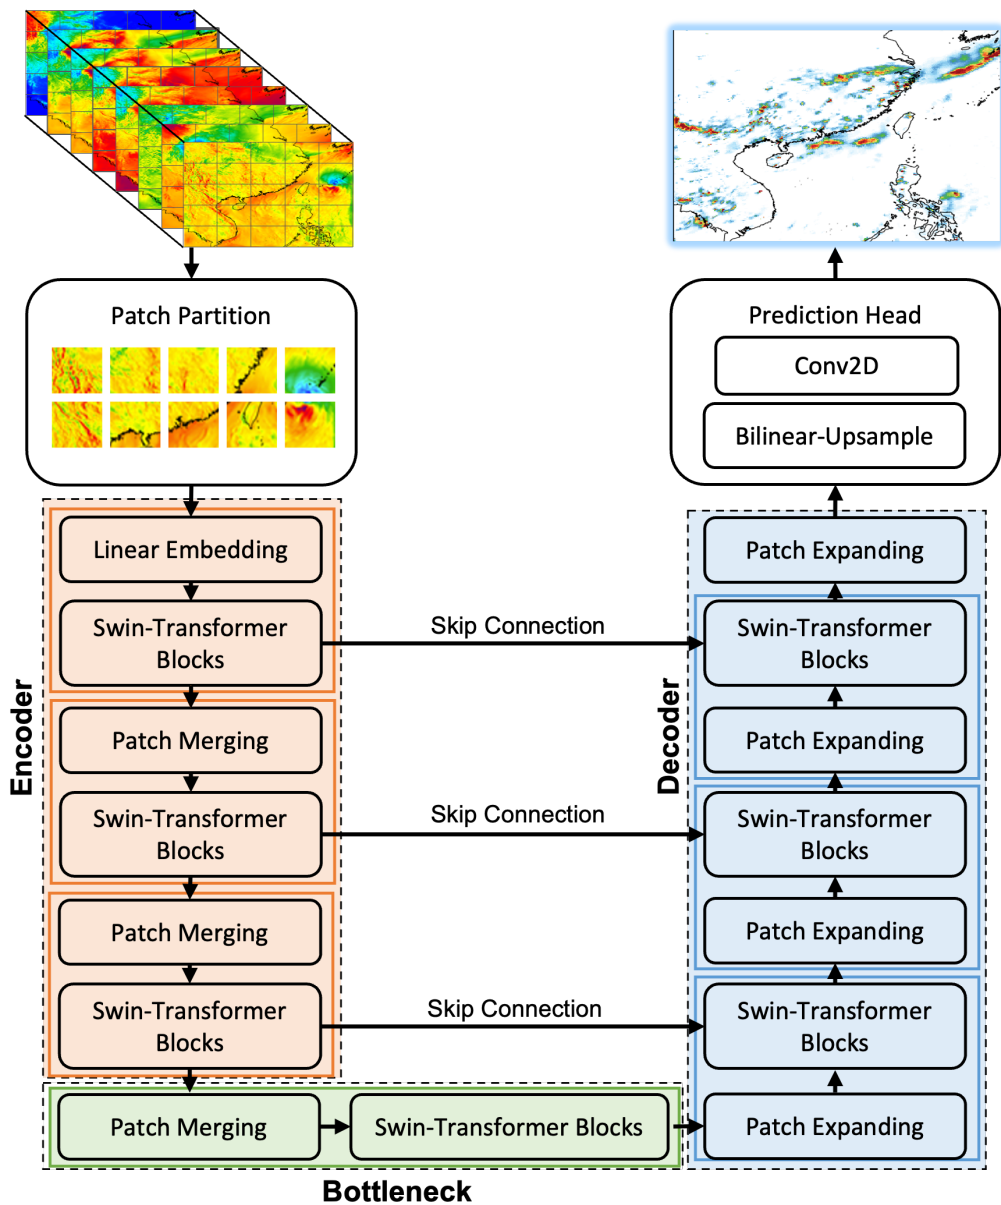 Patch Partition
Linear Embedding
Swin-Transformer
Blocks
Patch Merging
Swin-Transformer
Blocks
Patch Merging
Swin-Transformer
Blocks
Encoder
Patch Merging
Swin-Transformer Blocks
Bottleneck
Skip Connection
Skip Connection
Skip Connection
Prediction Head
Conv2D
Bilinear-Upsample
Patch Expanding
Swin-Transformer
Blocks
Patch Expanding
Swin-Transformer
Blocks
Patch Expanding
Swin-Transformer
Blocks
Patch Expanding
Decoder